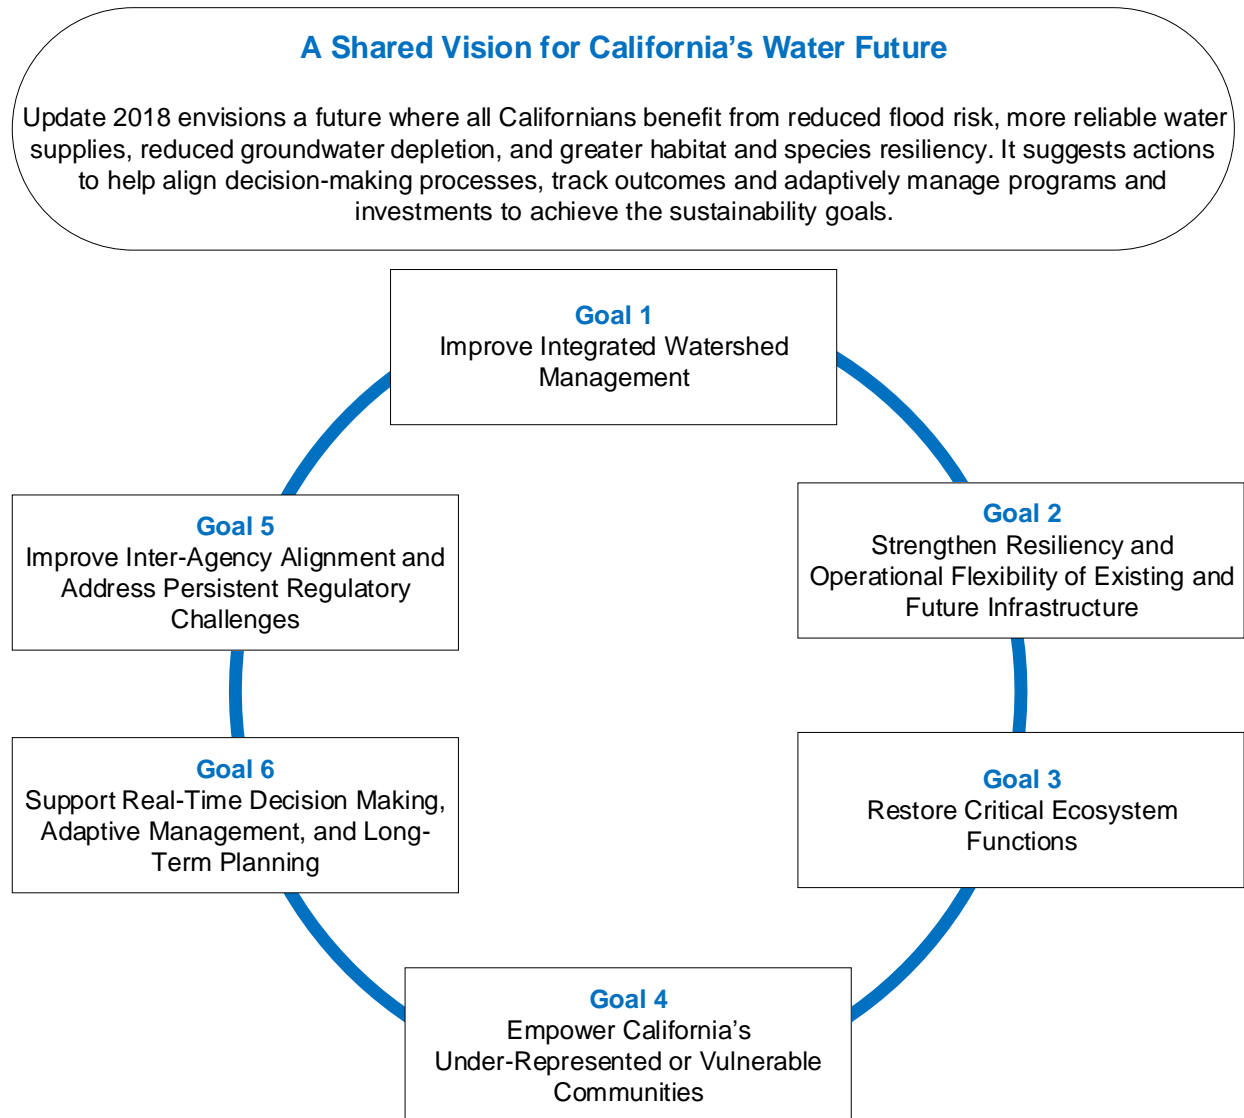 A Shared Vision for California’s Water Future
Update 2018 envisions a future where all Californians benefit from reduced flood risk, more reliable water
supplies, reduced groundwater depletion, and greater habitat and species resiliency. It suggests actions
to help align decision-making processes, track outcomes and adaptively manage programs and
investments to achieve the sustainability goals.
Goal 1
Improve Integrated Watershed
Management
Goal 2
Strengthen Resiliency and
Operational Flexibility of Existing and
Future Infrastructure
Goal 3
Restore Critical Ecosystem
Functions
Goal 4
Empower California’s
Under-Represented or Vulnerable
Communities
Goal 5
Improve Inter-Agency Alignment and
Address Persistent Regulatory
Challenges
Goal 6
Support Real-Time Decision Making,
Adaptive Management, and Long-
Term Planning